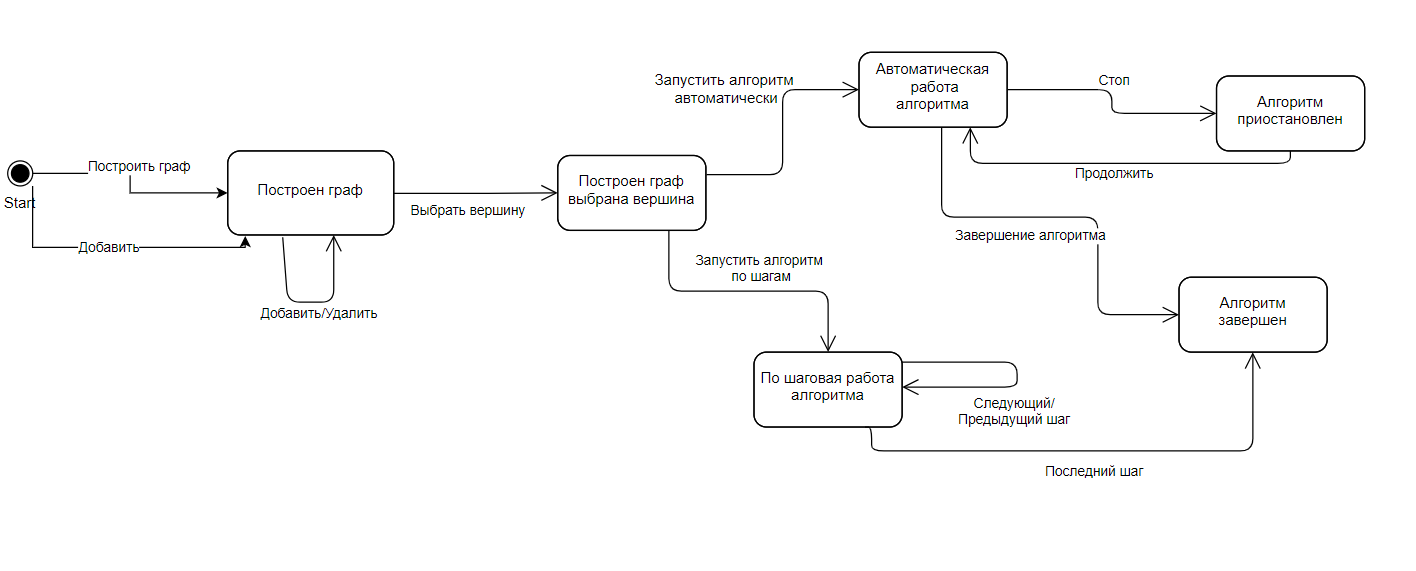 Start
Построить граф
Добавить
Построен граф
Добавить/Удалить
Выбрать вершину
Построен граф
выбрана вершина
Запустить алгоритм
автоматически
Автоматическая
работа
алгоритма
Стоп
Алгоритм
приостановлен
Продолжить
Завершение алгоритма
Алгоритм
завершен
Запустить алгоритм
по шагам
По шаговая работа
алгоритма
Следующий/
Предыдущий шаг
Последний шаг